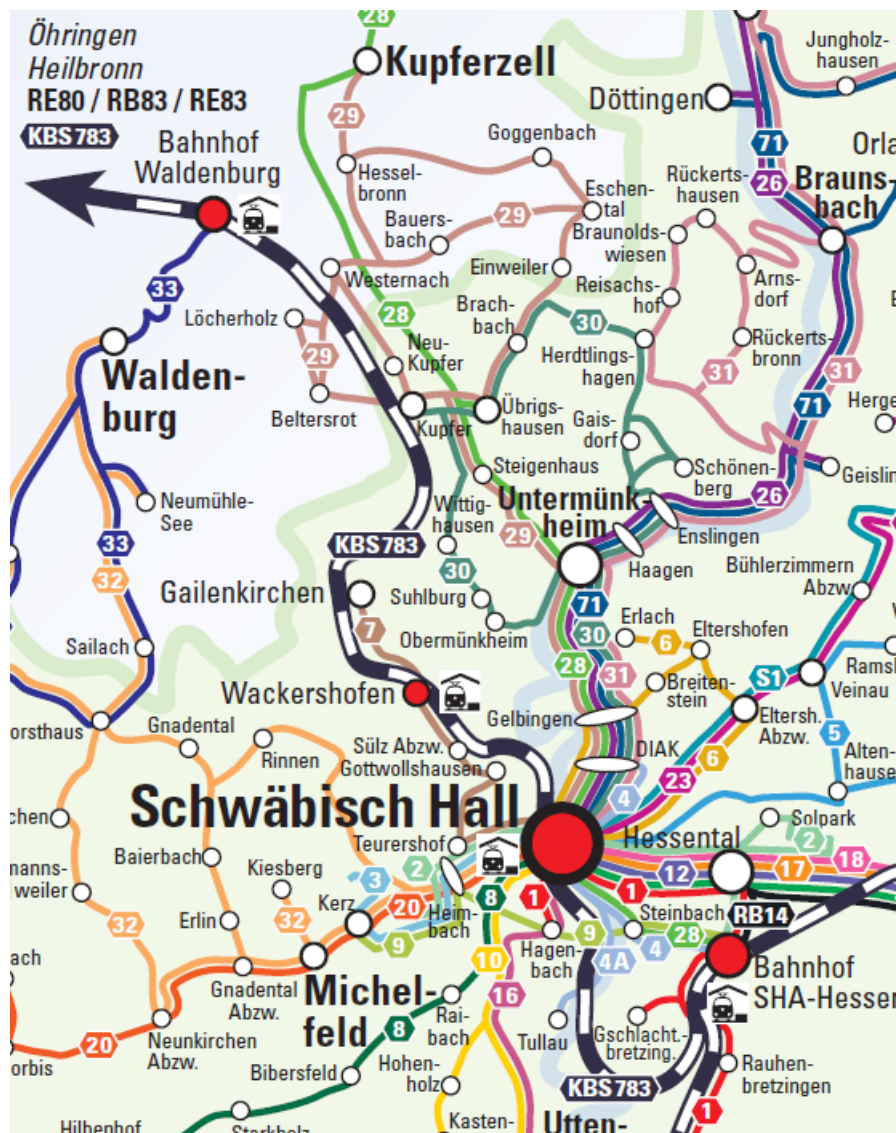 28
Öhringen
Heilbronn
RE80 / RB83 / RE83
KBS783
Kupferzell
Jungholz-
hausen
Döttingen
Bahnhof
Waldenburg
29
Goggenbach
71
Orla
Hessel-
bronn
Rückerts-
hausen
26
Brauns-
bach
Eschen-
tal
Bauers-
bach
29
Braunolds-
wiesen
Westernach
Einweiler
Reisachs-
hof
Arns-
dorf
33
28
Brach-
bach
30
Löcherholz
Neu-
Kupfer
Herdtlings-
hagen
Rückerts-
bronn
29
31
31
Walden-
burg
71
Beltersrot
Kupfer
Übrigs-
hausen
Gais-
dorf
Herge
Steigenhaus
Schönen-
berg
Geislin
Neumühle-
See
Wittig-
hausen
Untermünk-
heim
26
33
KBS783
29
Enslingen
32
30
Haagen
Bühlerzimmern
Abzw.
Gailenkirchen
Suhlburg
71
7
Obermünkheim
30
Erlach
6
Eltershofen
Sailach
28
31
S1
Veinau
Ramsl
Wackershofen
Breiten-
stein
Gelbingen
Eltersh.
Abzw.
5
orsthaus
Gnadental
Rinnen
Sülz Abzw.
Gottwollshausen
DIAK
6
Alten-
hause
23
4
Schwäbisch Hall
chen
Solpark
Hessental
2
Baierbach
Kiesberg
Teurershof
18
manns-
weiler
3
2
12
17
8
1
1
32
Erlin
32
Kerz
20
Heim-
bach
Steinbach
RB14
9
9
28
ach
10
Hagen-
bach
4A
4
Gnadental
Abzw.
Michel-
feld
16
Bahnhof
SHA-Hessen
Rai-
bach
20
Neunkirchen
Abzw.
8
Tullau
Gschlacht.-
bretzing.
orbis
Bibersfeld
Hohen-
holz
KBS783
Rauhen-
bretzingen
1
Hilbenhof
Starkholz
Kasten-
Utten-